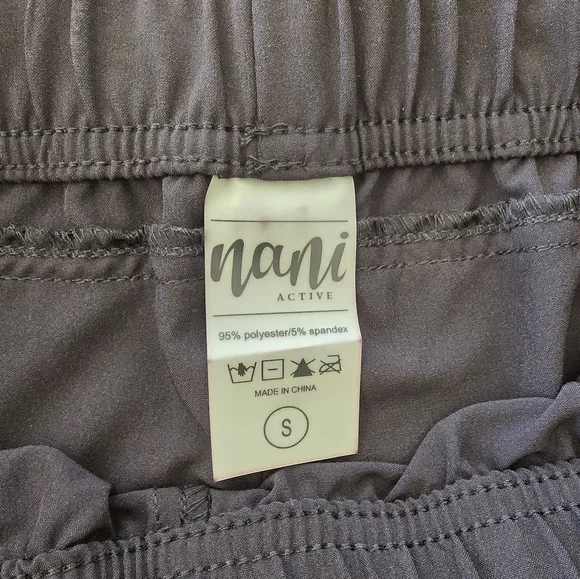 nani
ACTIVE
95% polyester/5% spandex
MADE IN CHINA
S